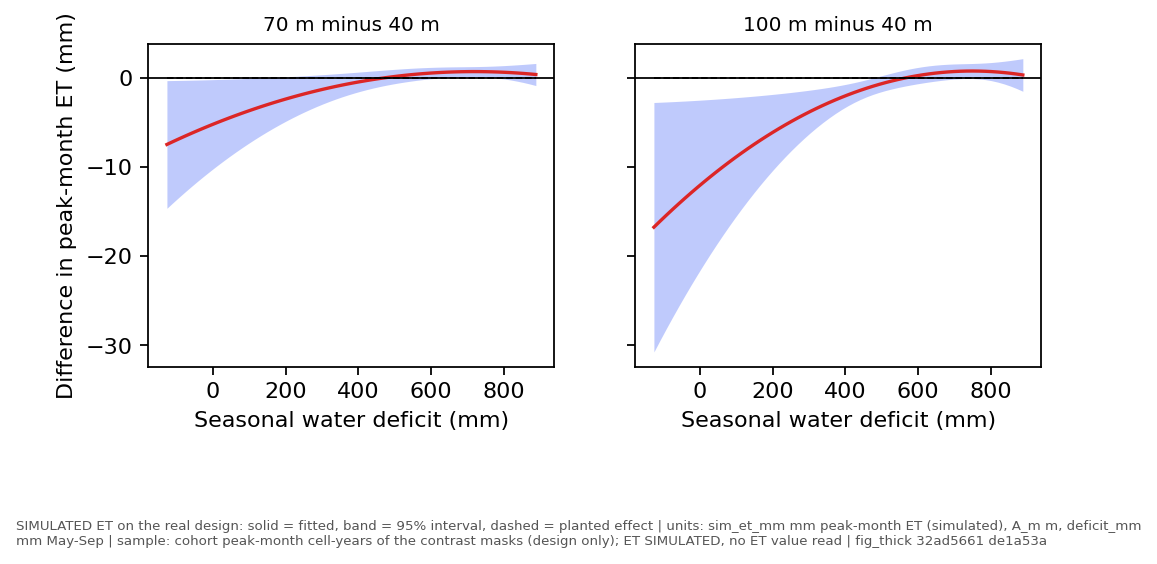 70 m minus 40 m
100 m minus 40 m
Difference in peak-month ET (mm)
0
−10
−20
−30
0 200 400 600 800
0 200 400 600 800
Seasonal water deficit (mm)
Seasonal water deficit (mm)
SIMULATED ET on the real design: solid = fitted, band = 95% interval, dashed = planted effect | units: sim_et_mm mm peak-month ET (simulated), A_m m, deficit_mm
mm May-Sep | sample: cohort peak-month cell-years of the contrast masks (design only); ET SIMULATED, no ET value read | fig_thick 32ad5661 de1a53a